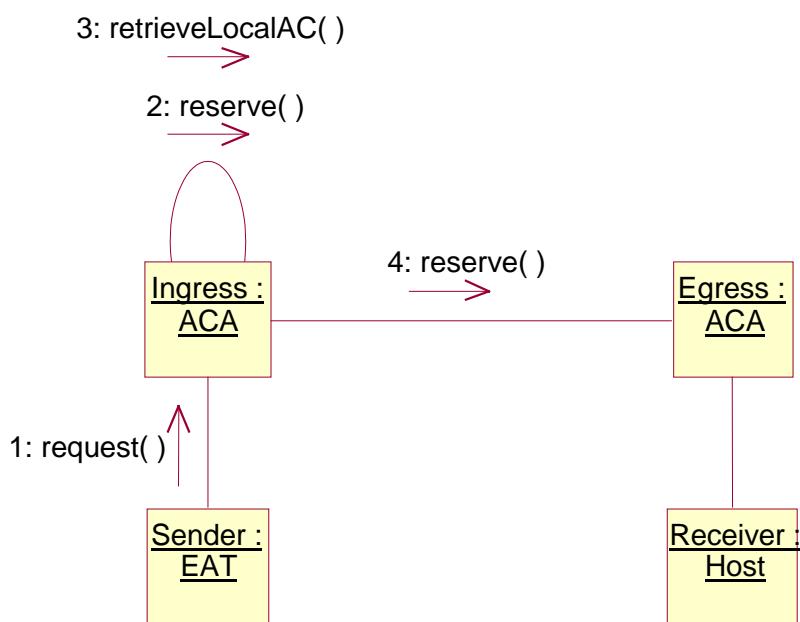 3: retrieveLocalAC( )
2: reserve( )
4: reserve( )
Ingress :
ACA
Egress :
ACA
1: request( )
Sender :
EAT
Receiver :
Host